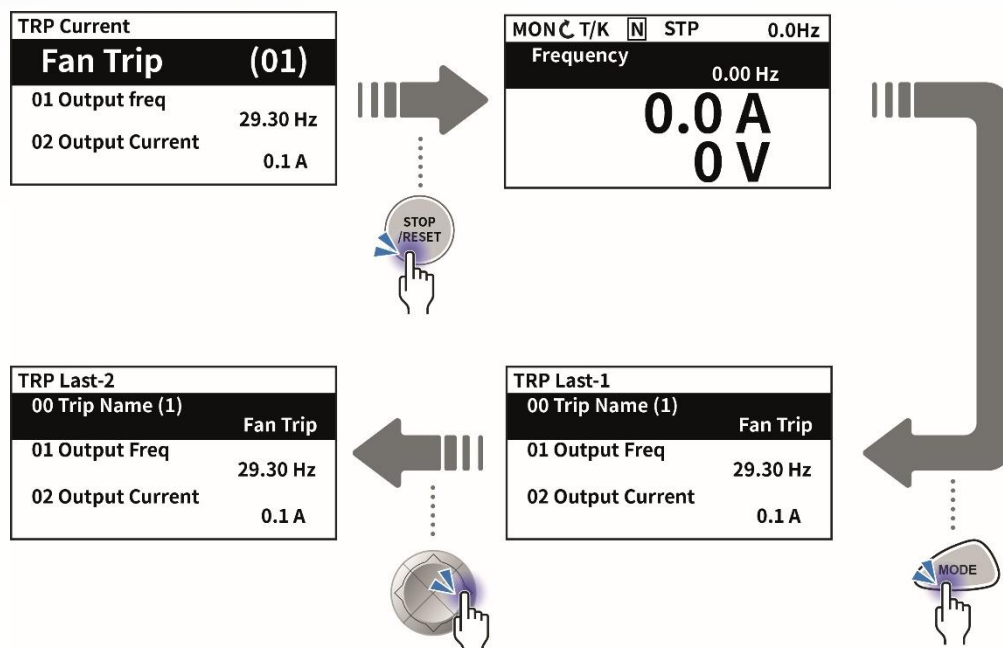 TRP Current
Fan Trip (01)
01 Output freq
29.30 Hz
02 Output Current
0.1 A
STOP
/RESET
MON T/K N STP 0.0Hz
Frequency
0.00 Hz
0.0 A
0 V
TRP Last-2
00 Trip Name (1)
Fan Trip
01 Output Freq
29.30 Hz
02 Output Current
0.1 A
TRP Last-1
00 Trip Name (1)
Fan Trip
01 Output Freq
29.30 Hz
02 Output Current
0.1 A
MODE